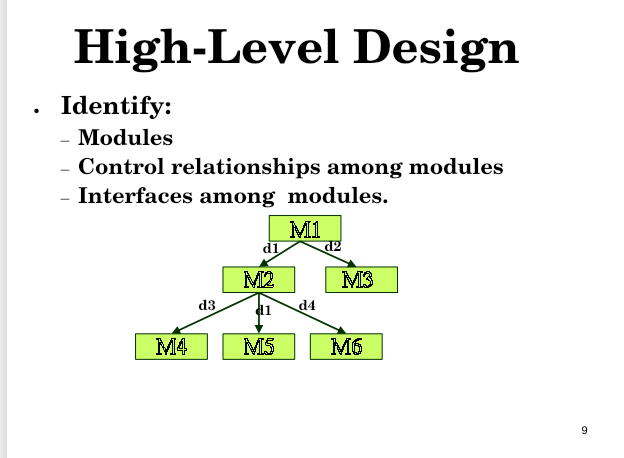 High-Level Design
• Identify:
– Modules
– Control relationships among modules
– Interfaces among modules.
M1
d1 d2
M2 M3
d3 d1 d4
M4 M5 M6
9